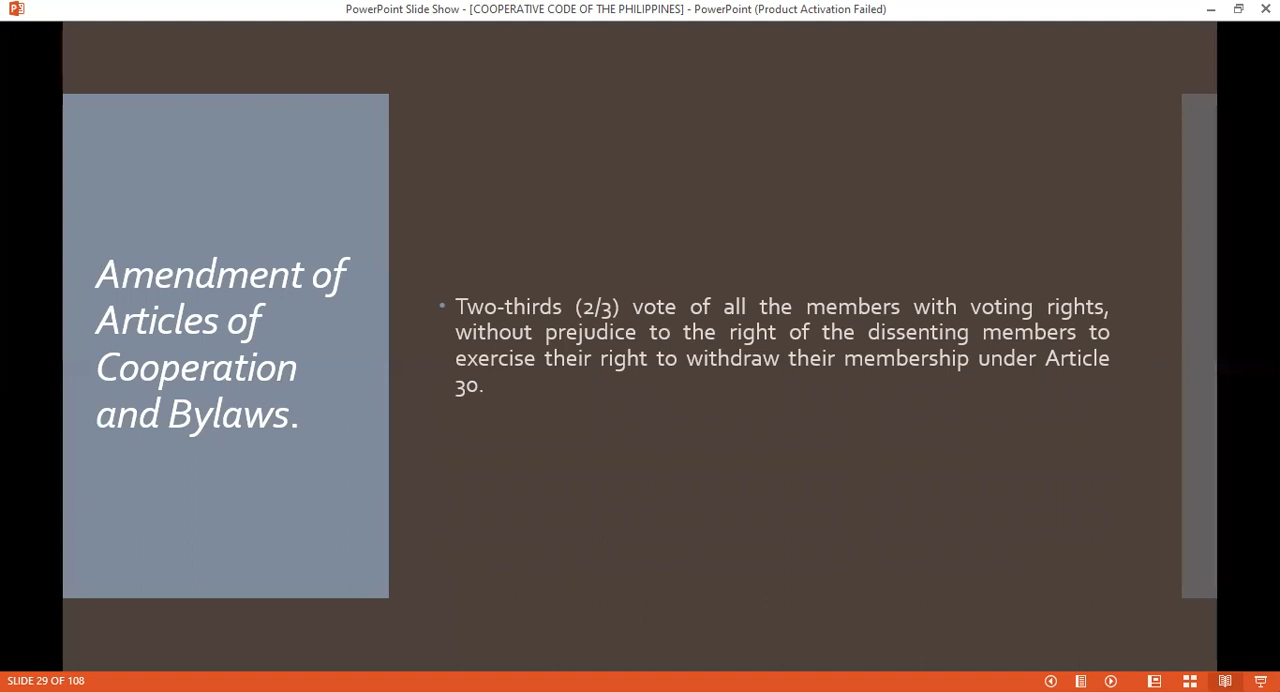 PowerPoint Slide Show - [COOPERATIVE CODE OF THE PHILIPPINES] - PowerPoint (Product Activation Failed)
Amendment of
Articles of
Cooperation
and Bylaws.
• Two-thirds (2/3) vote of all the members with voting rights,
without prejudice to the right of the dissenting members to
exercise their right to withdraw their membership under Article
30.
SLIDE 29 OF 108